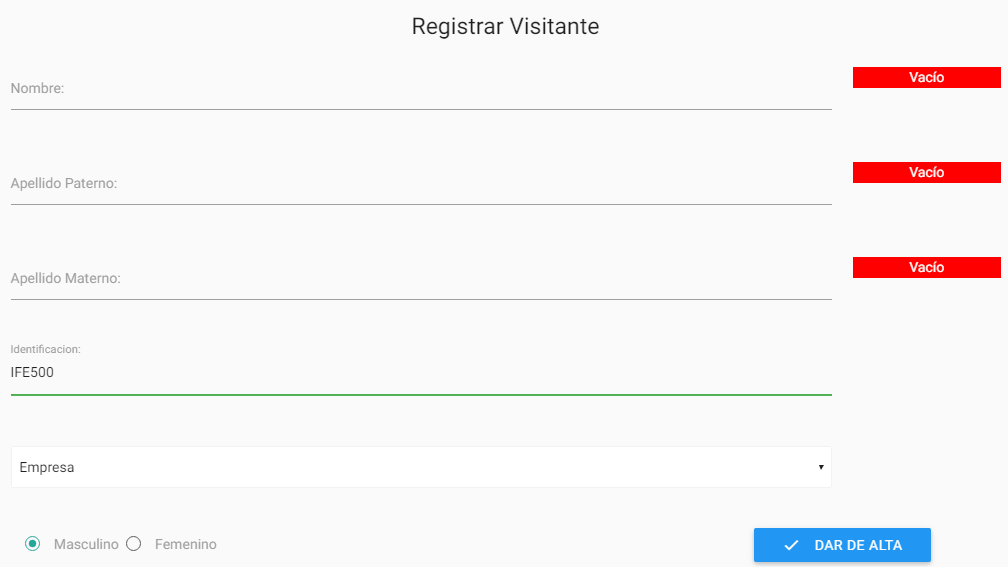 Registrar Visitante
Nombre:
Vacío
Apellido Paterno:
Vacío
Apellido Materno:
Vacío
Identificacion:
IFE500
Empresa
Masculino Femenino
DAR DE ALTA